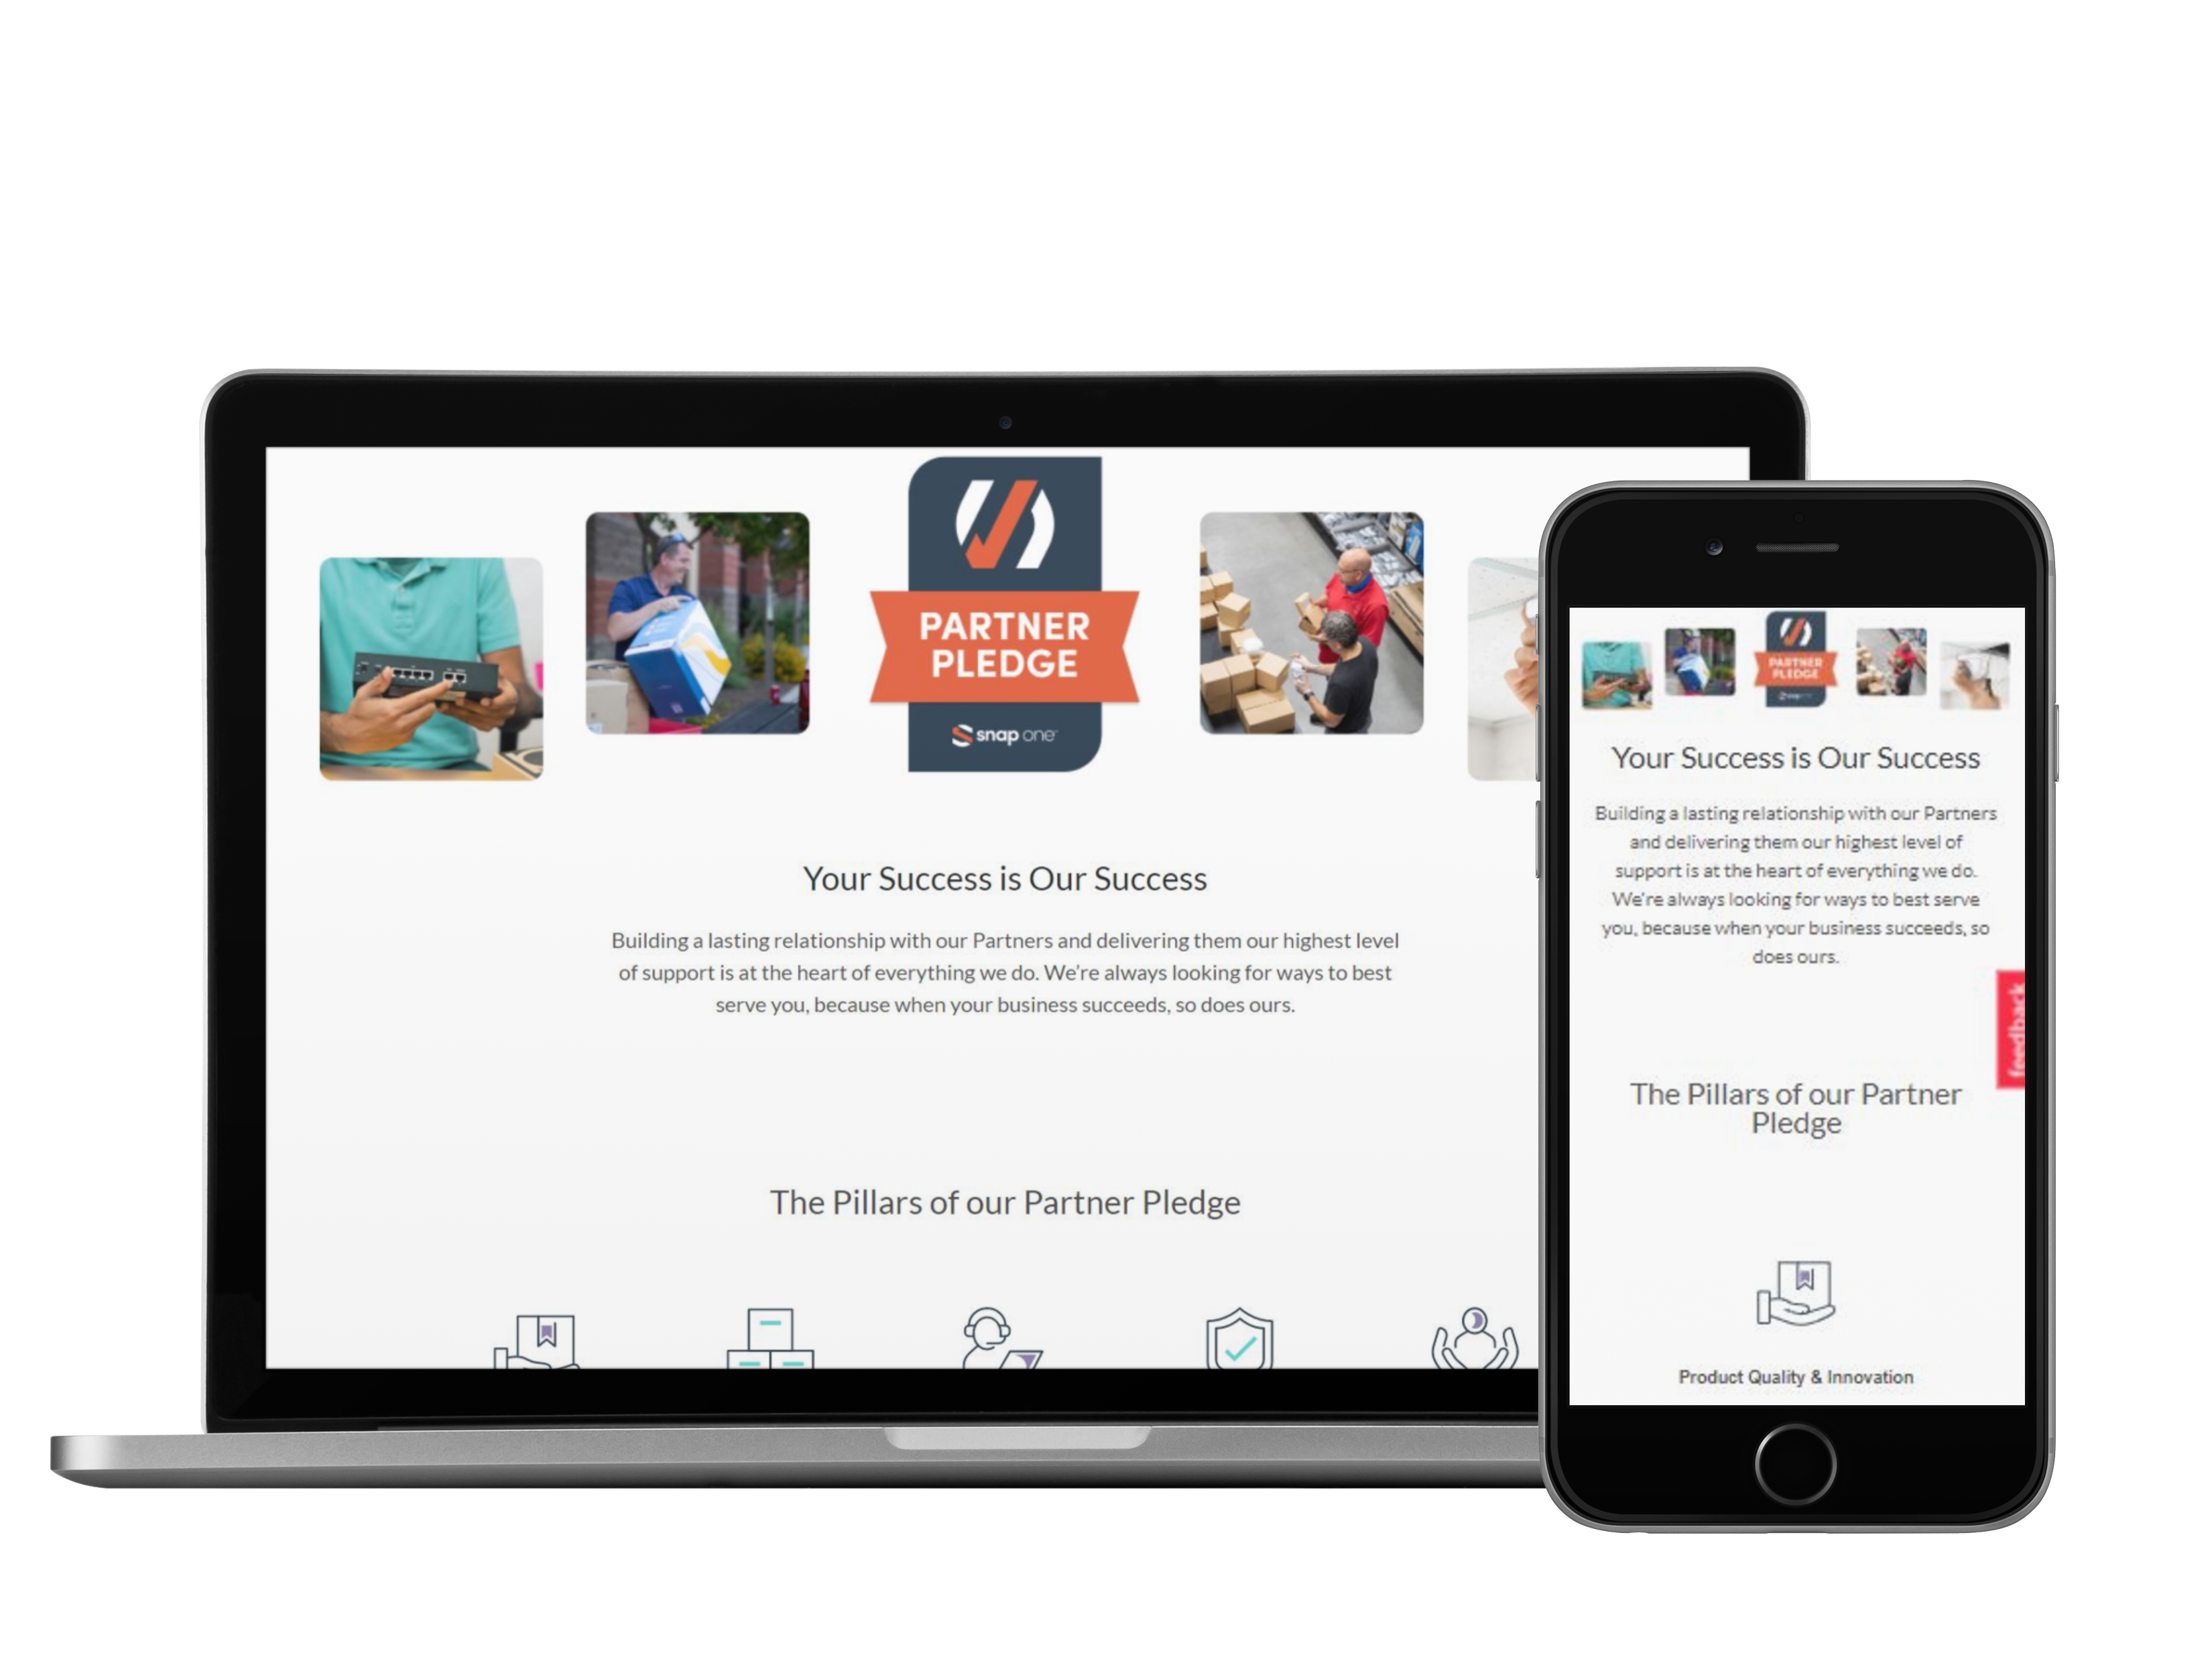 PARTNER
PLEDGE
snap one
Your Success is Our Success
Building a lasting relationship with our Partners and delivering them our highest level
of support is at the heart of everything we do. We're always looking for ways to best
serve you, because when your business succeeds, so does ours.
The Pillars of our Partner Pledge
PARTNER
PLEDGE
snap one
Your Success is Our Success
Building a lasting relationship with our Partners
and delivering them our highest level of
support is at the heart of everything we do.
We're always looking for ways to best serve
you, because when your business succeeds, so
does ours.
feedback
The Pillars of our Partner
Pledge
Product Quality & Innovation